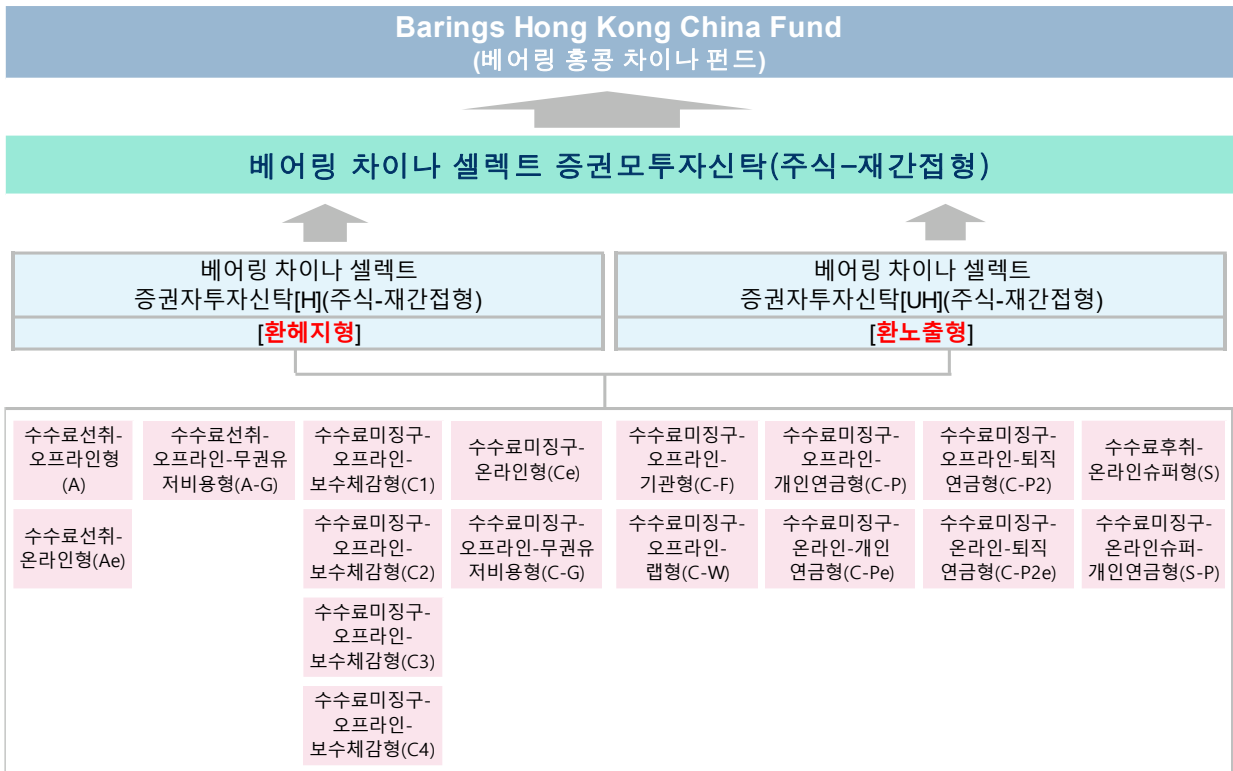 Barings Hong Kong China Fund
(베어링 홍콩 차이나 펀드)
베어링 차이나 셀렉트 증권모투자신탁(주식–재간접형)
베어링 차이나 셀렉트
증권자투자신탁[H](주식-재간접형)
[환헤지형]
베어링 차이나 셀렉트
증권자투자신탁[UH](주식-재간접형)
[환노출형]
수수료선취-
오프라인형
(A)
수수료선취-
오프라인-무권유
저비용형(A-G)
수수료미징구-
오프라인-
보수체감형(C1)
수수료미징구-
온라인형(Ce)
수수료미징구-
오프라인-
기관형(C-F)
수수료미징구-
오프라인-
개인연금형(C-P)
수수료미징구-
오프라인-퇴직
연금형(C-P2)
수수료후취-
온라인슈퍼형(S)
수수료선취-
온라인형(Ae)
수수료미징구-
오프라인-
보수체감형(C2)
수수료미징구-
오프라인-무권유
저비용형(C-G)
수수료미징구-
오프라인-
랩형(C-W)
수수료미징구-
온라인-개인
연금형(C-Pe)
수수료미징구-
온라인-퇴직
연금형(C-P2e)
수수료미징구-
온라인슈퍼-
개인연금형(S-P)
수수료미징구-
오프라인-
보수체감형(C3)
수수료미징구-
오프라인-
보수체감형(C4)